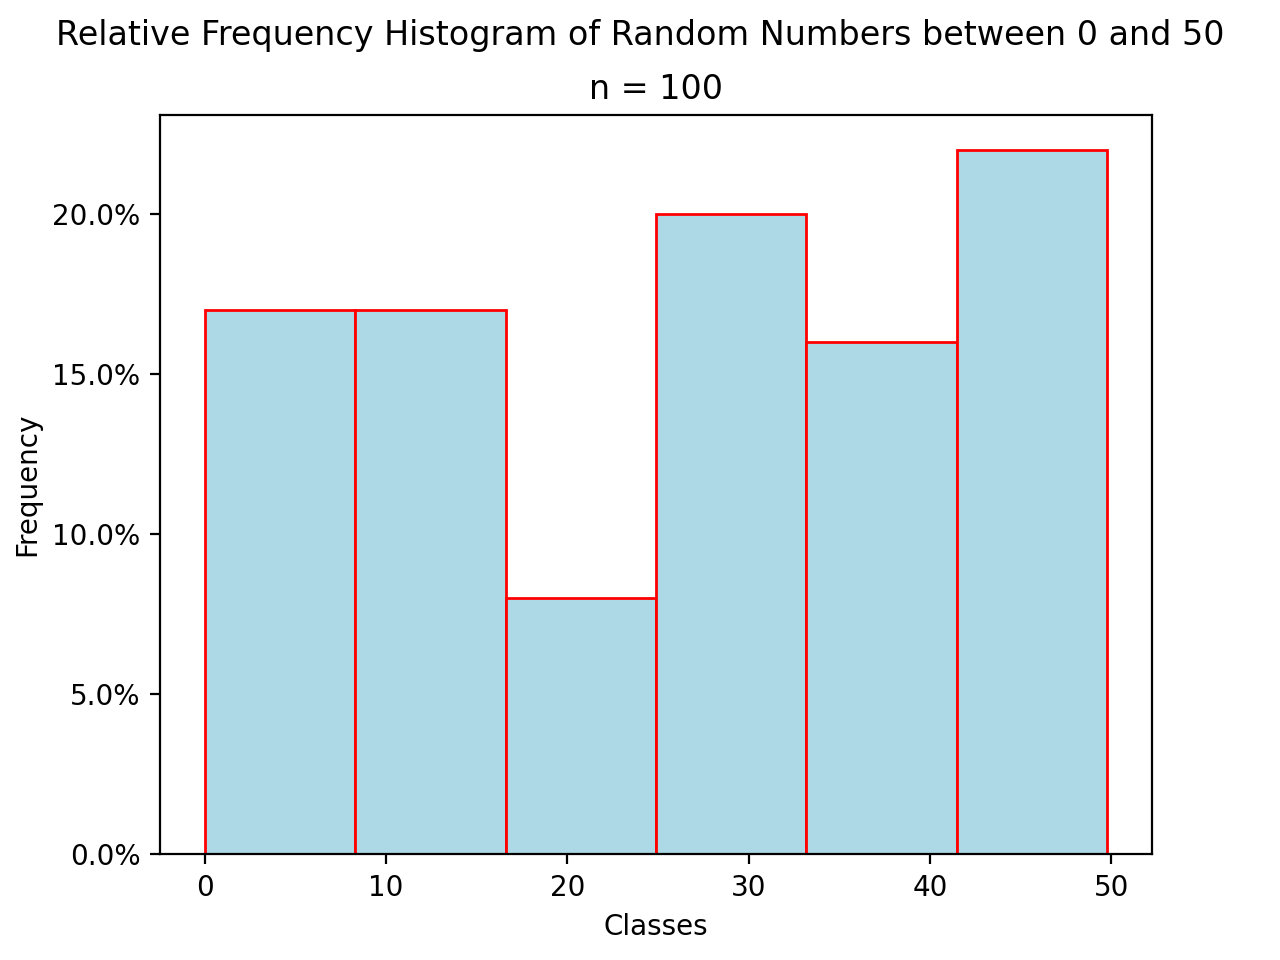 Relative Frequency Histogram of Random Numbers between 0 and 50
n = 100
20.0%
15.0%
10.0%
5.0%
0.0%
Frequency
0 10 20 30 40 50
Classes